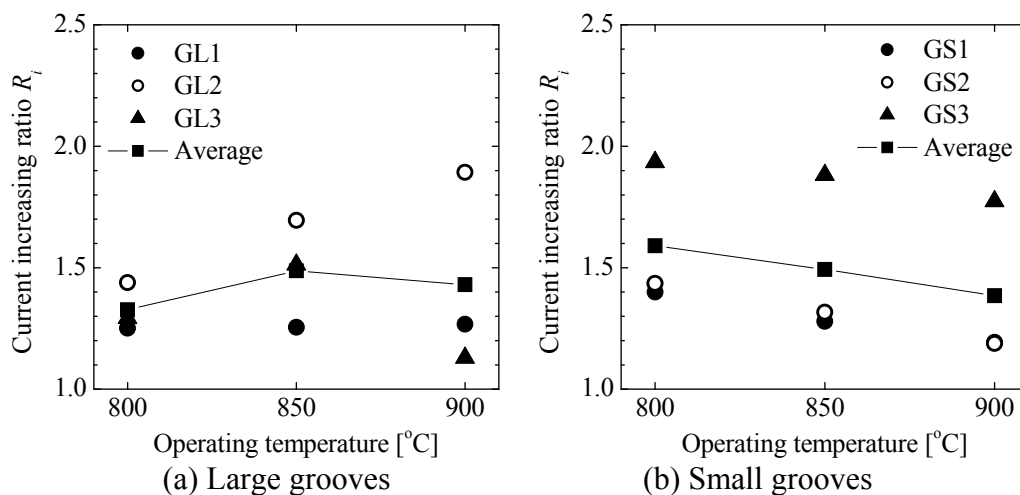 2.5
2.0
1.5
1.0
Current increasing ratio R_i
GL1
GL2
GL3
Average
800 850 900
Operating temperature [°C]
(a) Large grooves
2.5
2.0
1.5
1.0
Current increasing ratio R_i
GS1
GS2
GS3
Average
800 850 900
Operating temperature [°C]
(b) Small grooves